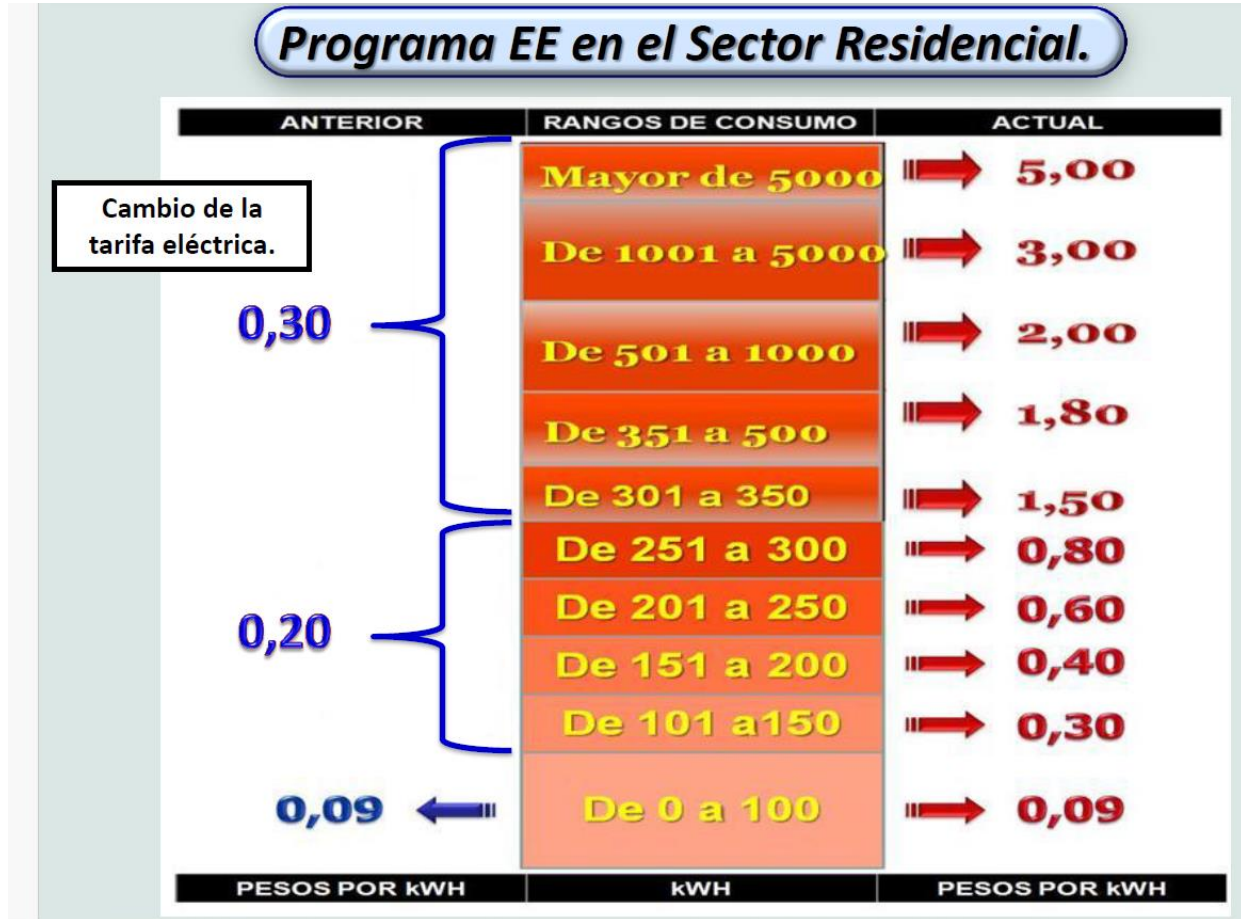 Programa EE en el Sector Residencial.
ANTERIOR RANGOS DE CONSUMO ACTUAL
Mayor de 5000 5,00
Cambio de la
tarifa eléctrica.
De 1001 a 5000 3,00
0,30
De 501 a 1000 2,00
De 351 a 500 1,80
De 301 a 350 1,50
De 251 a 300 0,80
De 201 a 250 0,60
0,20
De 151 a 200 0,40
De 101 a150 0,30
0,09 De 0 a 100 0,09
PESOS POR kWH kWH PESOS POR kWH